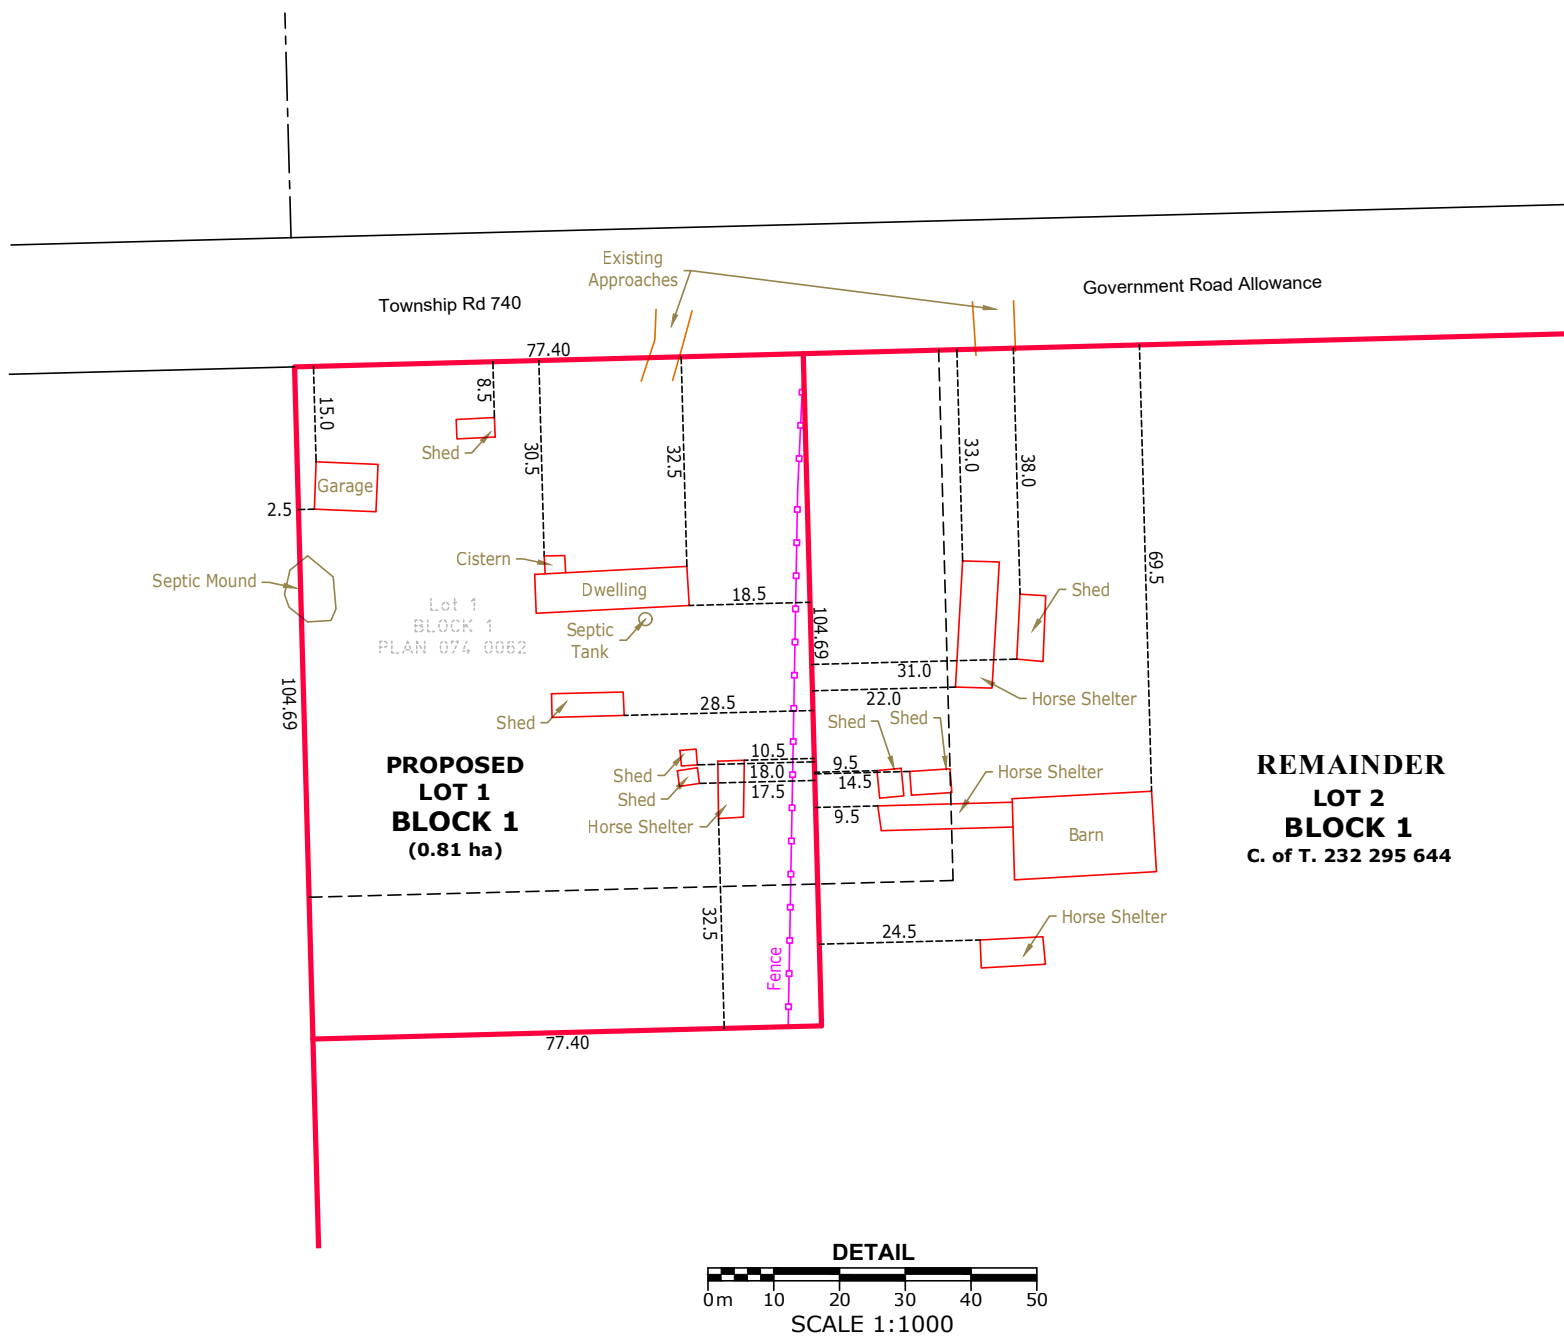 Existing
Approaches
Township Rd 740
Government Road Allowance
77.40
15.0
8.5
30.5
32.5
33.0
38.0
69.5
Shed
Garage
2.5
Cistern
Septic Mound
Dwelling
Shed
Lot 1
BLOCK 1
PLAN 074 0062
18.5
104.69
Septic
Tank
31.0
22.0
Horse Shelter
104.69
28.5
Shed
Shed
Shed
PROPOSED
LOT 1
BLOCK 1
(0.81 ha)
10.5
18.0
17.5
Shed
Shed
Horse Shelter
9.5
14.5
9.5
Horse Shelter
Barn
REMAINDER
LOT 2
BLOCK 1
C. of T. 232 295 644
32.5
Fence
24.5
Horse Shelter
77.40
DETAIL
0m 10 20 30 40 50
SCALE 1:1000